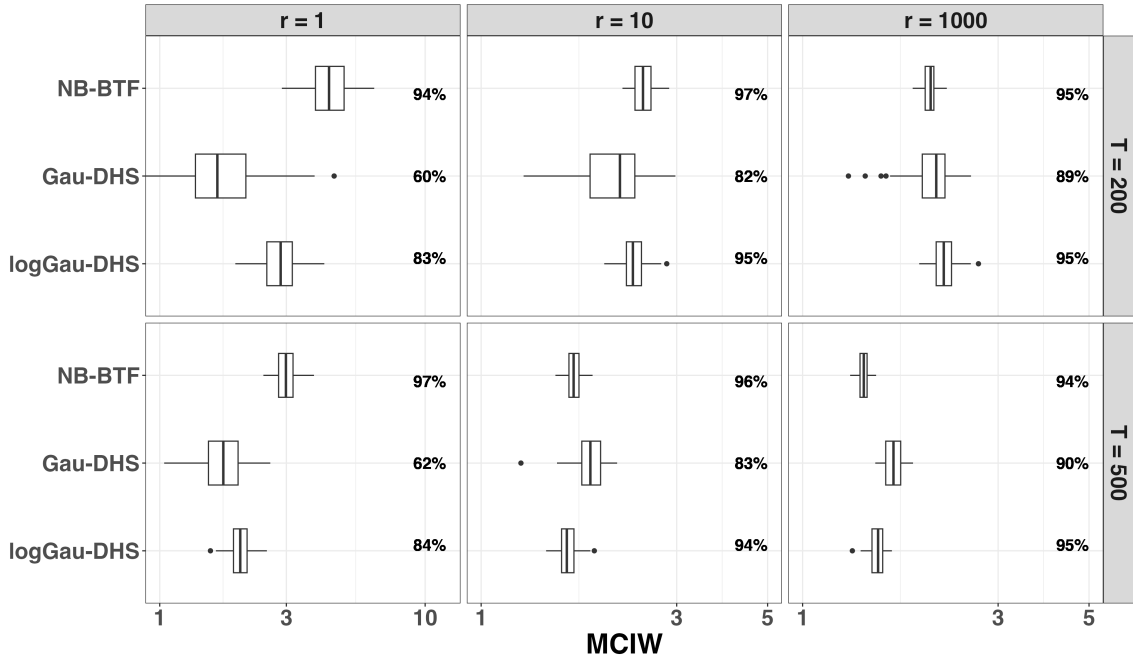 r = 1 r = 10 r = 1000
NB-BTF 94% 97% 95%
Gau-DHS 60% 82% 89%
logGau-DHS 83% 95% 95%
T = 200
NB-BTF 97% 96% 94%
Gau-DHS 62% 83% 90%
logGau-DHS 84% 94% 95%
T = 500
1 3 10 1 3 5 1 3 5
MCIW